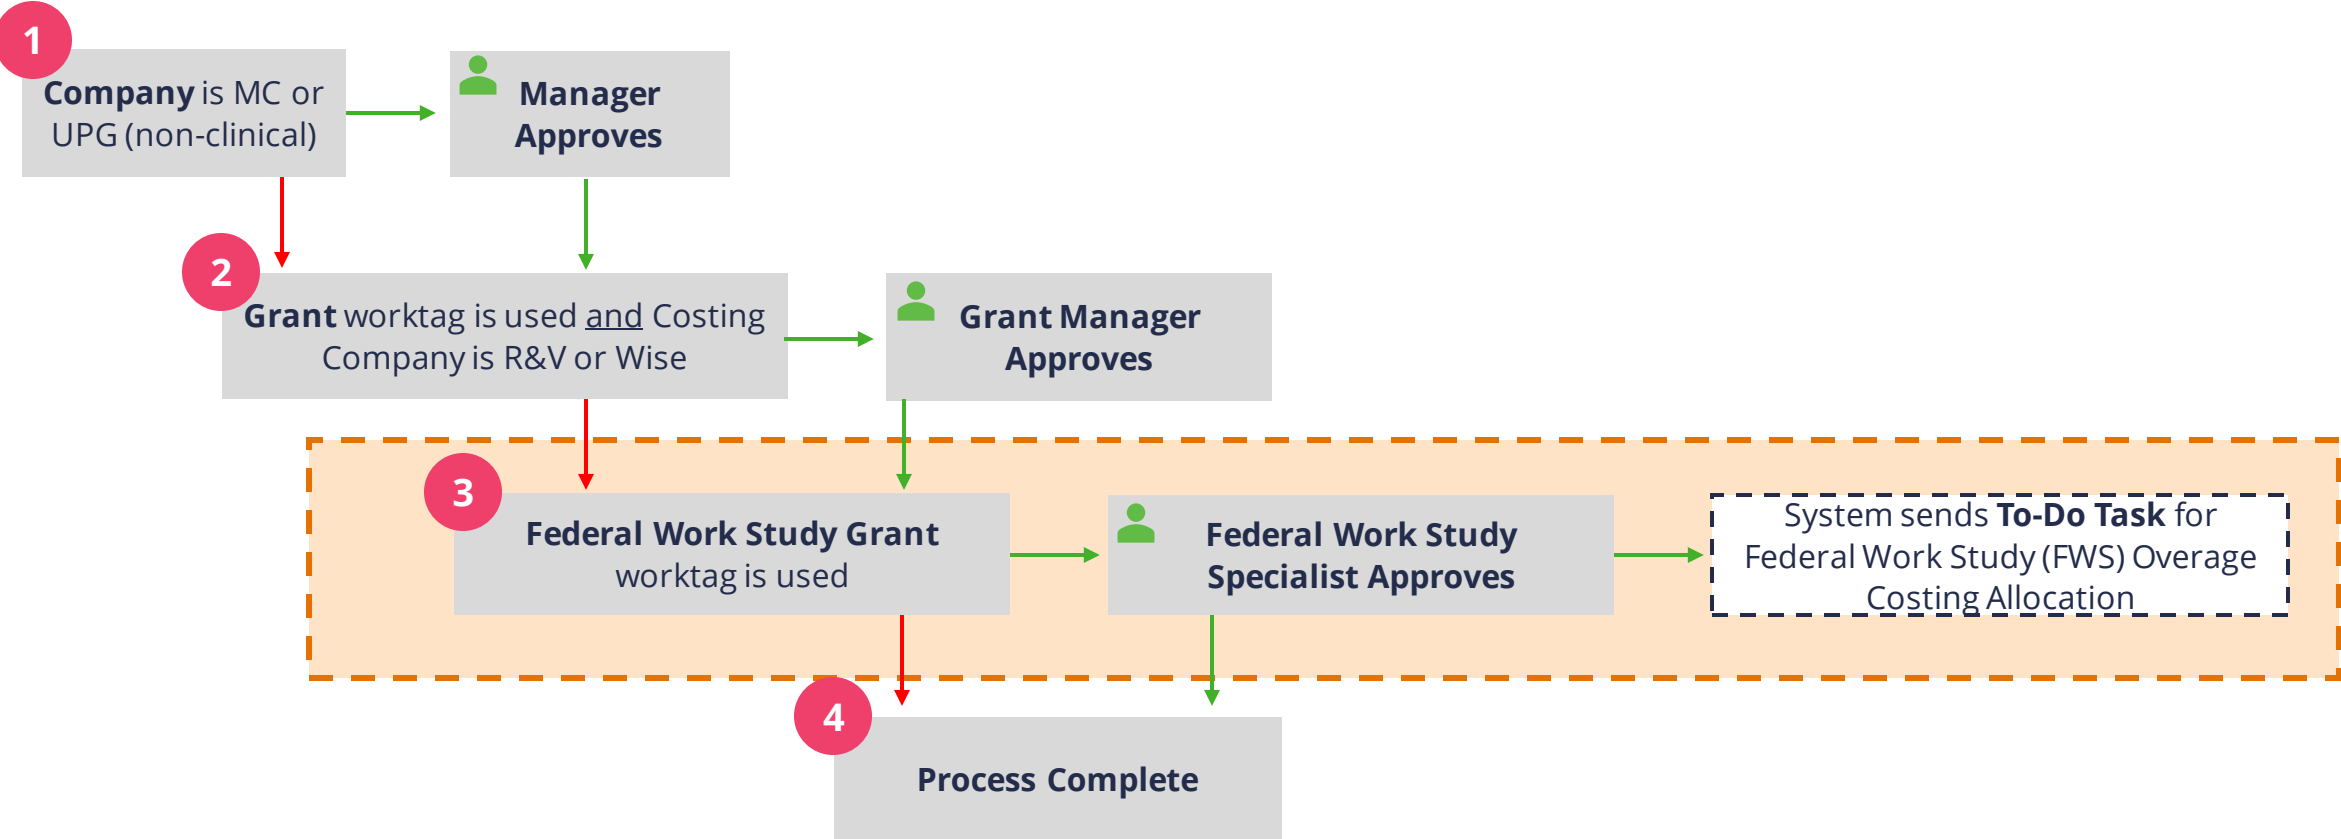 1
Company is MC or
UPG (non-clinical)
Manager
Approves
2
Grant worktag is used and Costing
Company is R&V or Wise
Grant Manager
Approves
3
Federal Work Study Grant
worktag is used
Federal Work Study
Specialist Approves
System sends To-Do Task for
Federal Work Study (FWS) Overage
Costing Allocation
4
Process Complete